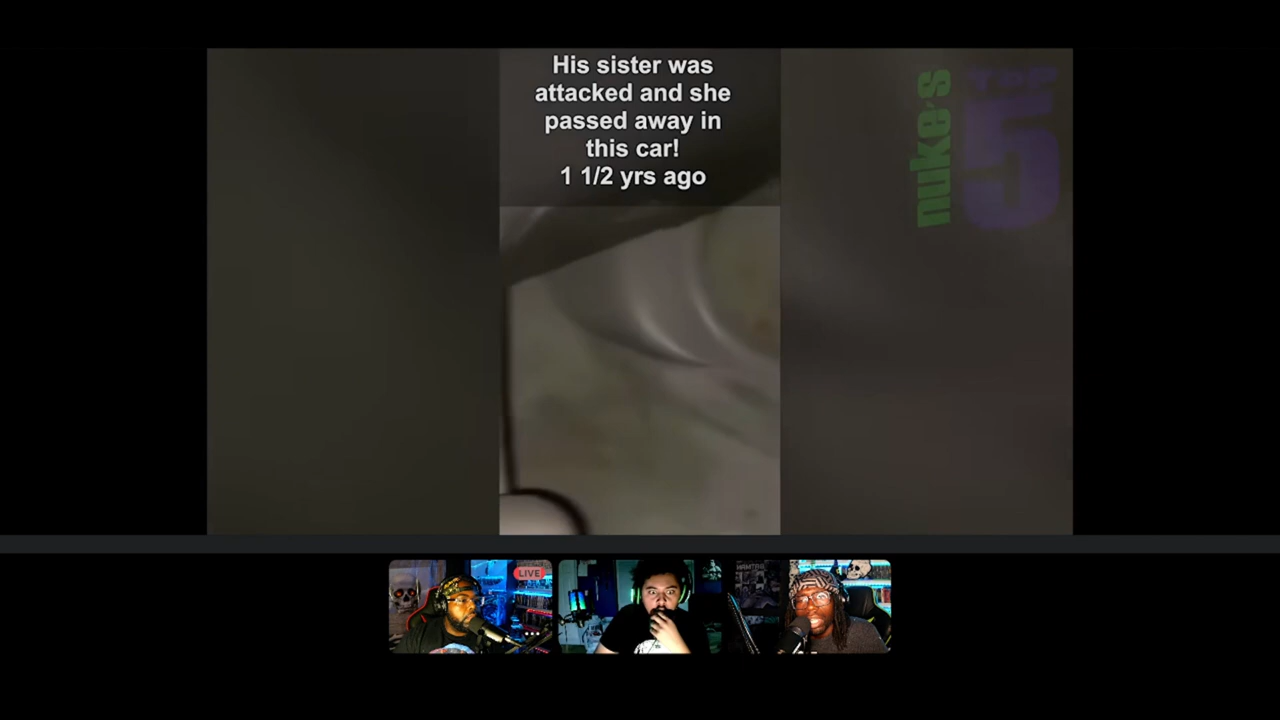 His sister was
attacked and she
passed away in
this car!
1 1/2 yrs ago
nuke's
TOP
5
LIVE